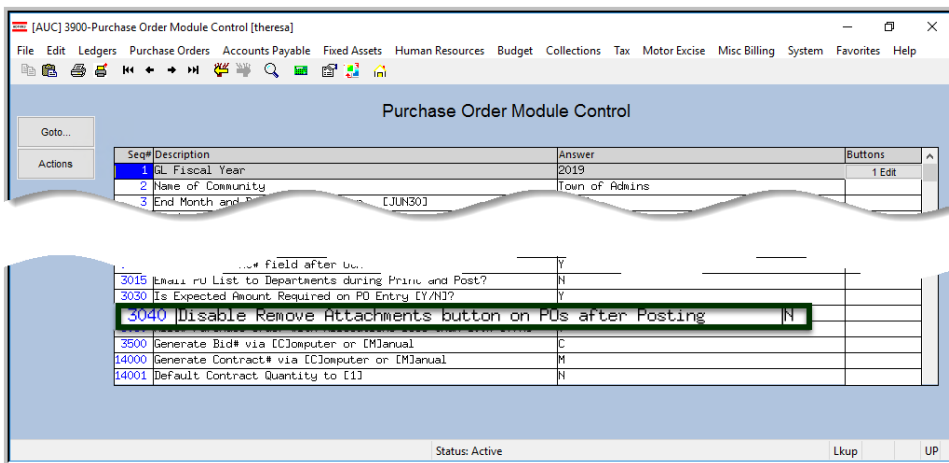 [AUC] 3900-Purchase Order Module Control [theresa]
File Edit Ledgers Purchase Orders Accounts Payable Fixed Assets Human Resources Budget Collections Tax Motor Excise Misc Billing System Favorites Help
Purchase Order Module Control
Goto...
Actions
Seq# Description Answer Buttons
1 GL Fiscal Year 2019 1 Edit
2 Name of Community Town of Admins
3 End Month and [JUN30]
field after Y
3015 Email PO List to Departments during Print and Post? N
3030 Is Expected Amount Required on PO Entry [Y/N]? Y
3040 Disable Remove Attachments button on POs after Posting N
3500 Generate Bid# via [C]omputer or [M]anual C
14000 Generate Contract# via [C]omputer or [M]anual M
14001 Default Contract Quantity to [1] N
Status: Active Lkup UP